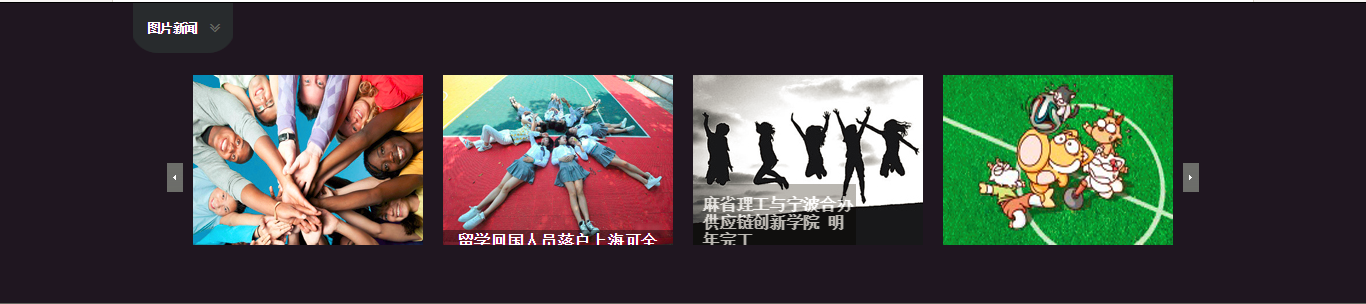 图片新闻
留学回国人员落户上海可全
麻省理工与宁波合办
供应链创新学院 明
年完工